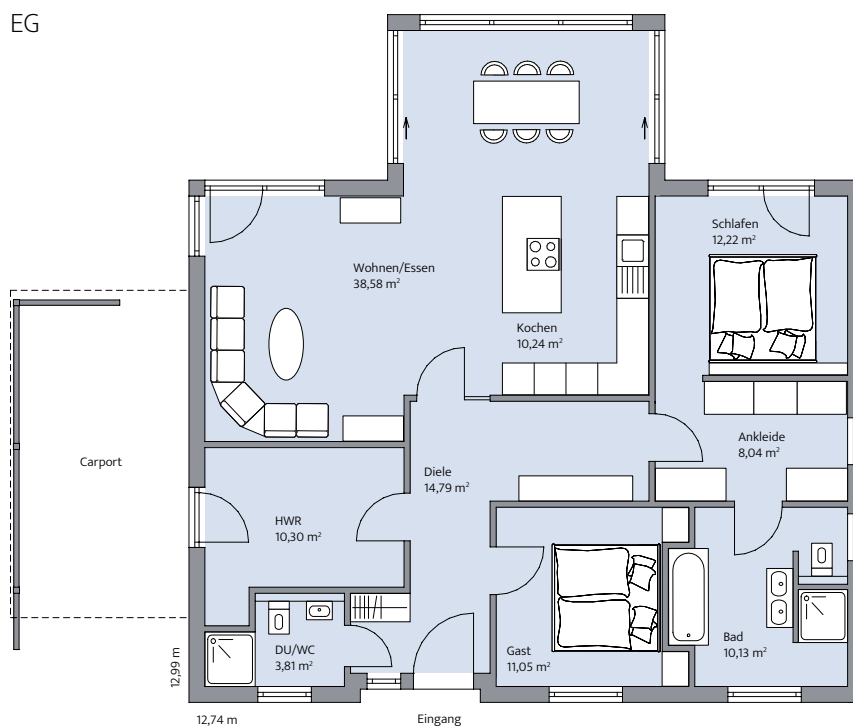 EG
Schlafen
12,22 m²
Wohnen/Essen
38,58 m²
Kochen
10,24 m²
Carport
Ankleide
8,04 m²
Diele
14,79 m²
HWR
10,30 m²
DU/WC
3,81 m²
Gast
11,05 m²
Bad
10,13 m²
12,99 m
12,74 m
Eingang